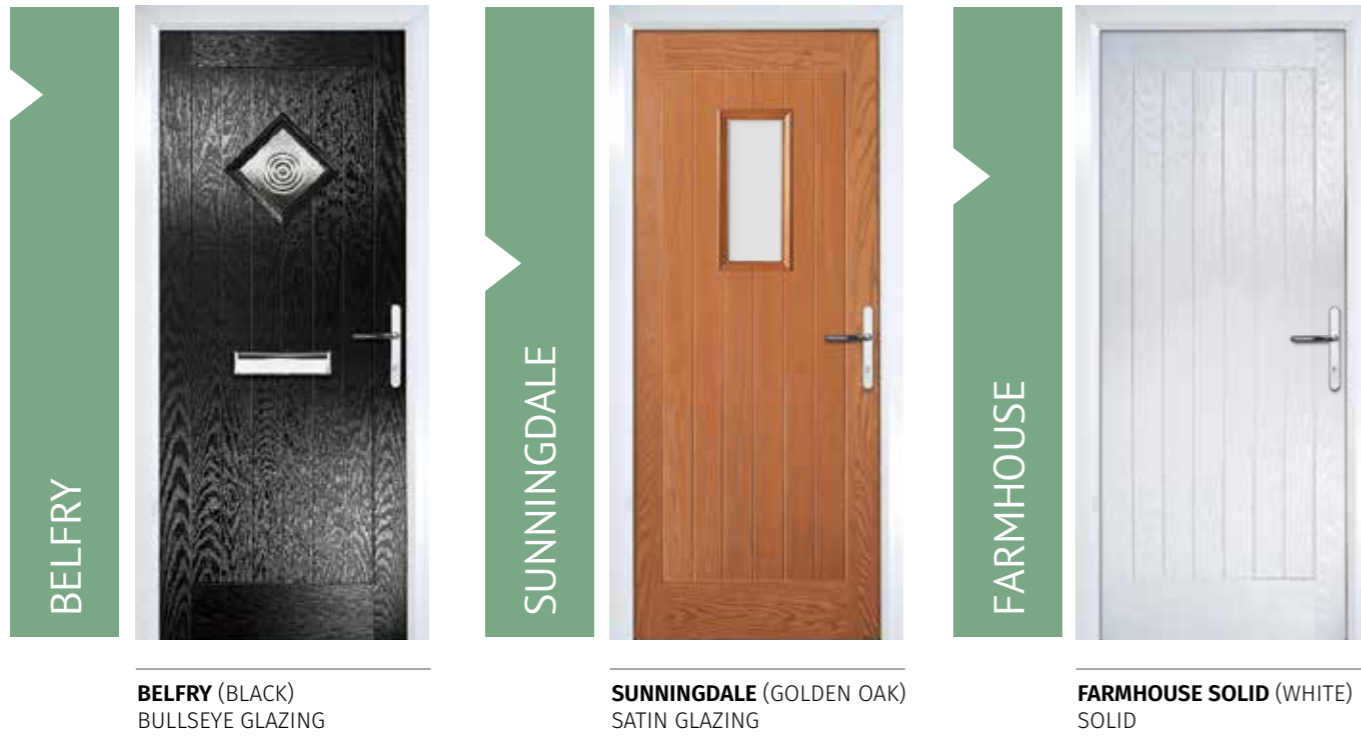 BELFRY
BELFRY (BLACK)
BULLSEYE GLAZING
SUNNINGDALE
SUNNINGDALE (GOLDEN OAK)
SATIN GLAZING
FARMHOUSE
FARMHOUSE SOLID (WHITE)
SOLID